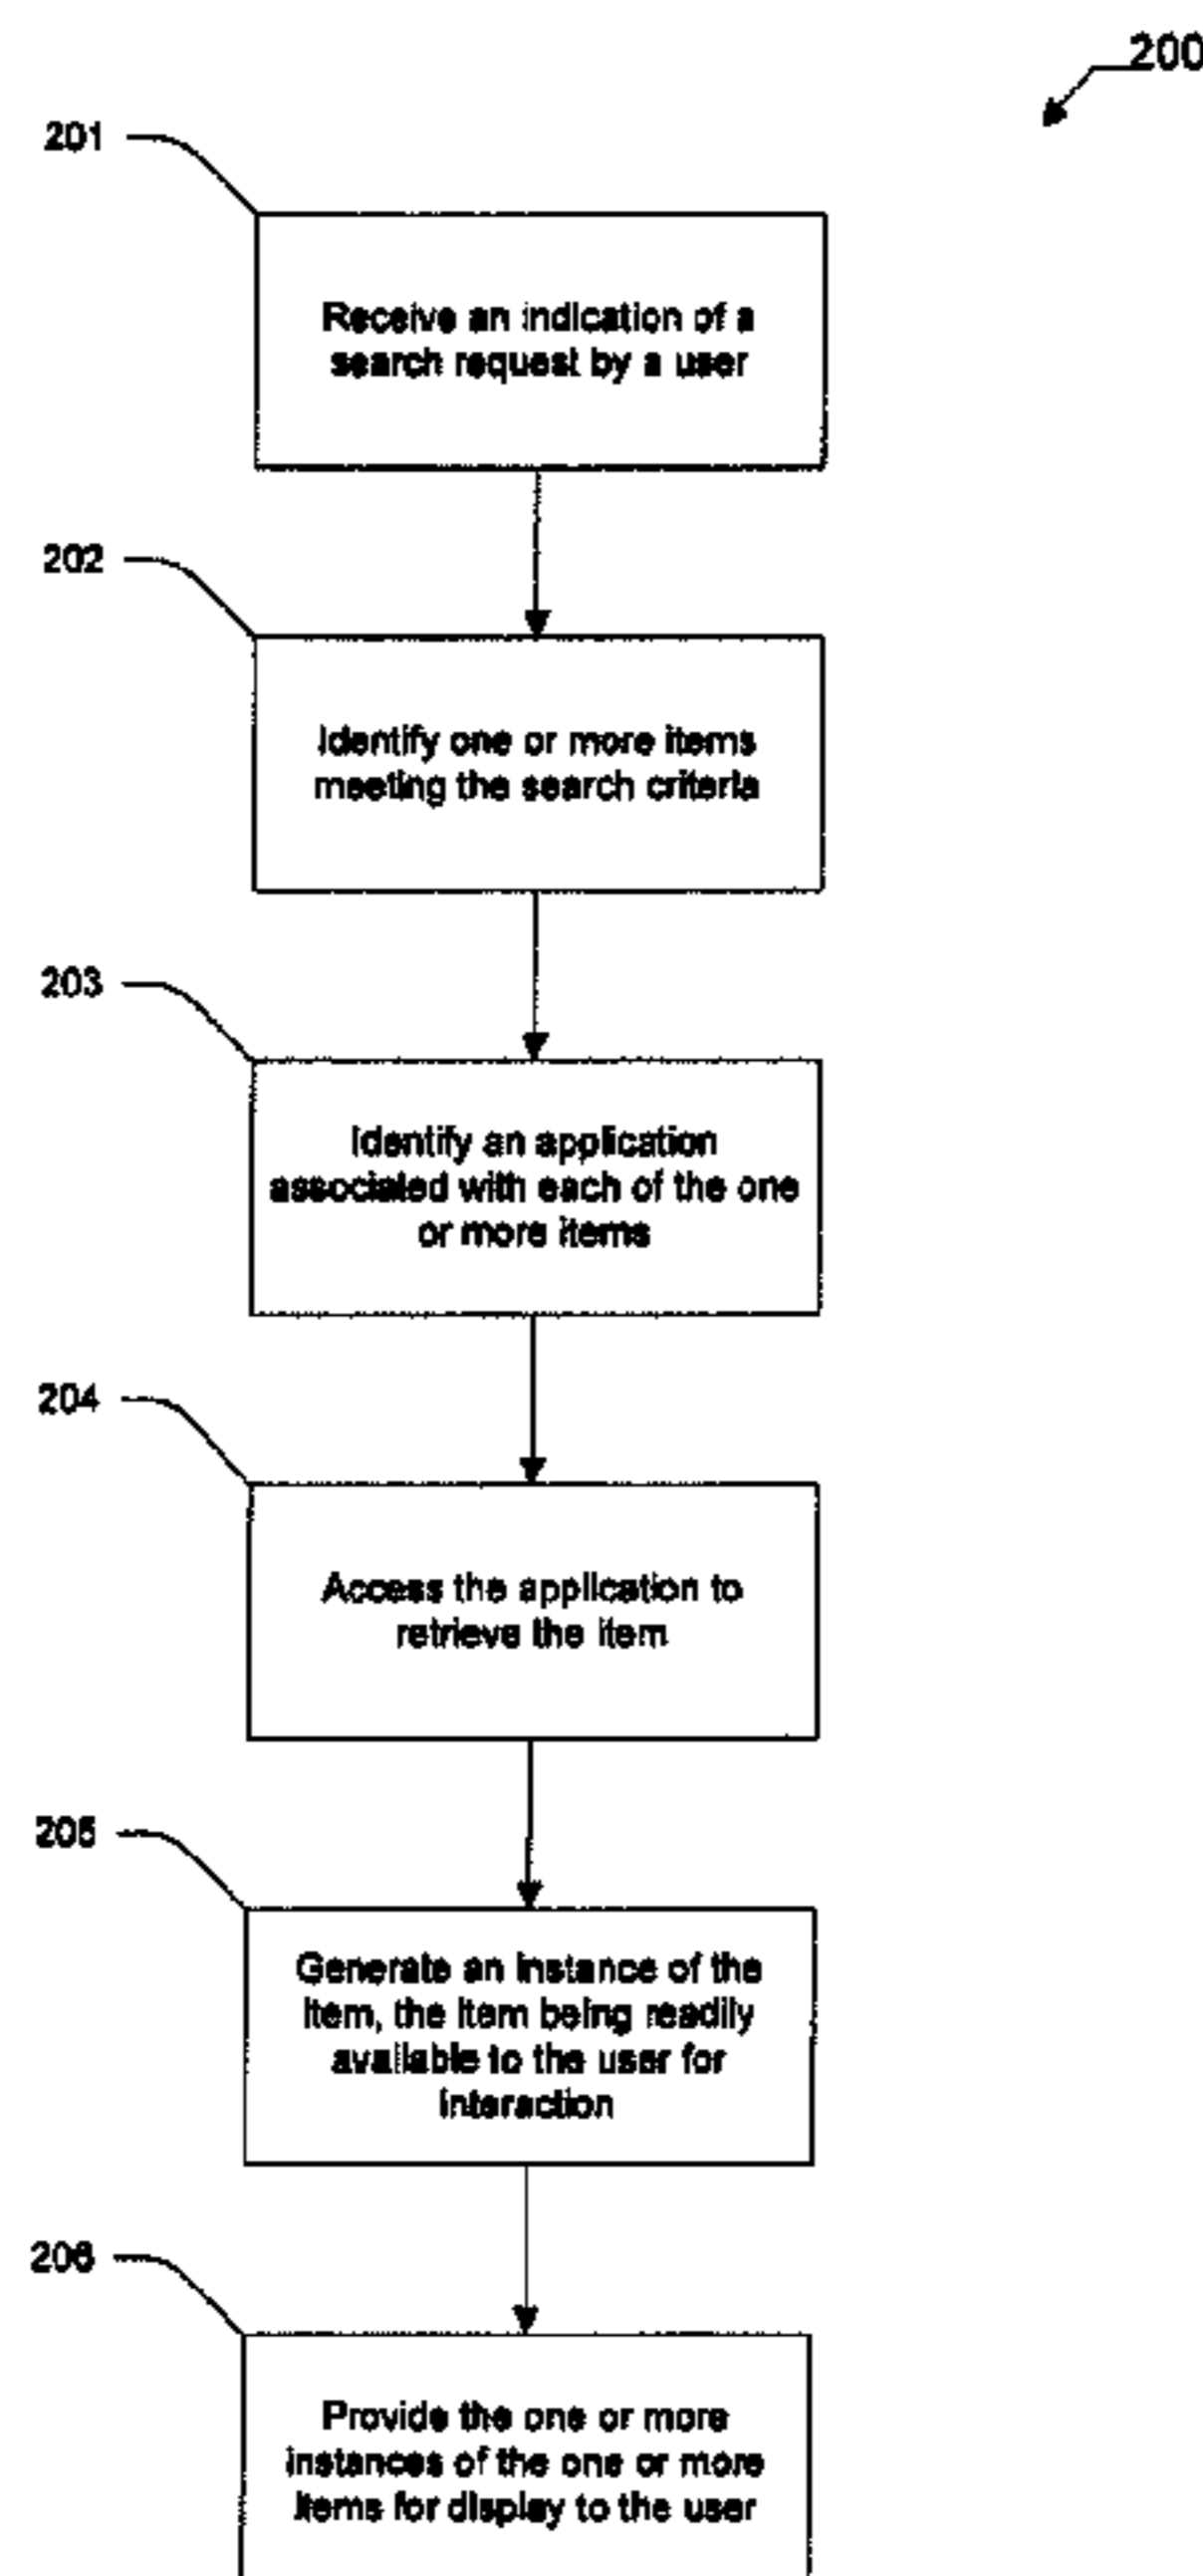 200
201
Receive an indication of a
search request by a user
202
Identify one or more items
meeting the search criteria
203
Identify an application
associated with each of the one
or more items
204
Access the application to
retrieve the item
205
Generate an instance of the
item, the item being readily
available to the user for
interaction
206
Provide the one or more
instances of the one or more
items for display to the user